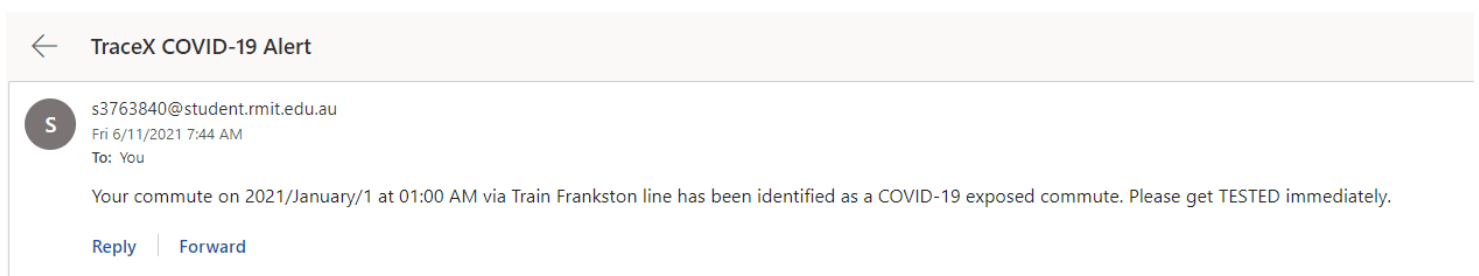 TraceX COVID-19 Alert
S
s3763840@student.rmit.edu.au
Fri 6/11/2021 7:44 AM
To: You
Your commute on 2021/January/1 at 01:00 AM via Train Frankston line has been identified as a COVID-19 exposed commute. Please get TESTED immediately.
Reply Forward